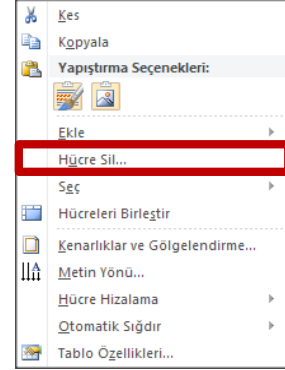 Kes
Kopyala
Yapıştırma Seçenekleri:
Ekle
Hücre Sil...
Seç
Hücreleri Birleştir
Kenarlıklar ve Gölgelendirme...
Metin Yönü...
Hücre Hizalama
Otomatik Sığdır
Tablo Özellikleri...